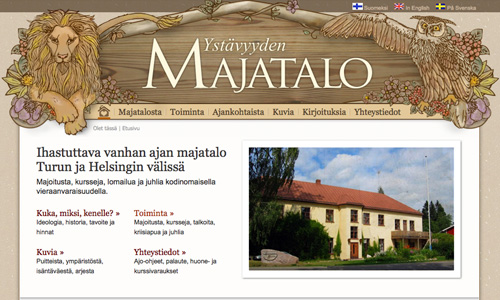 Suomeksi In English På Svenska
Ystävyyden
MAJATALO
Majatalosta Toiminta Ajankohtaista Kuvia Kirjoituksia Yhteystiedot
Olet tässä | Etusivu
Ihastuttava vanhan ajan majatalo
Turun ja Helsingin välissä
Majoitusta, kursseja, lomailua ja juhlia kodinomaisella
vieraanvaraisuudella.
Kuka, miksi, kenelle? »
Ideologia, historia, tavoite ja
hinnat
Toiminta »
Majoitusta, kursseja, talkoita,
kriisiapua ja juhlia
Kuvia »
Puitteista, ympäristöstä,
isäntäväestä, arjesta
Yhteystiedot »
Ajo-ohjeet, palaute, huone- ja
kurssivaraukset